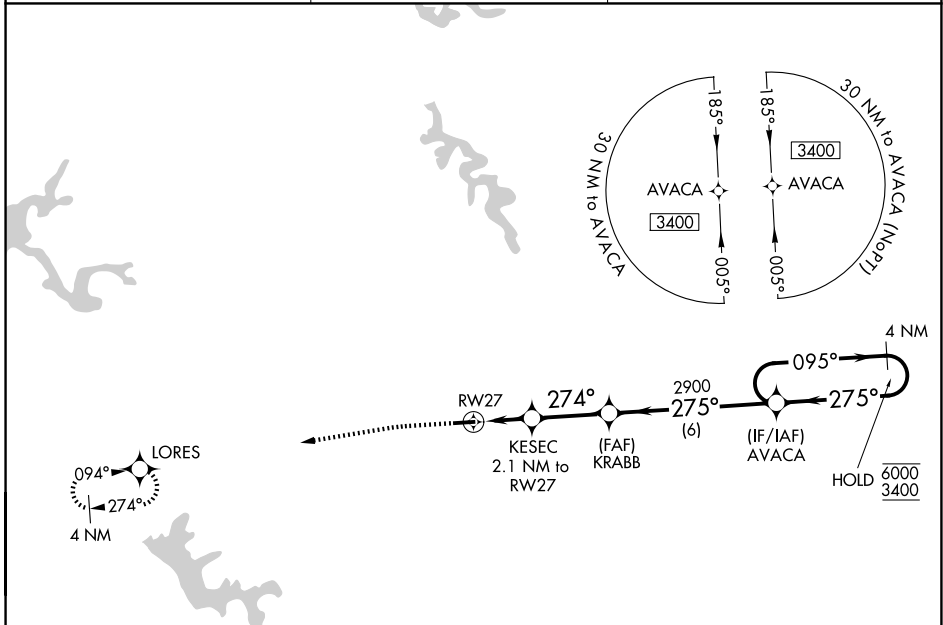 185°
185°
30 NM to AVACA (NoPT)
3400
30 NM to AVACA
AVACA
AVACA
3400
005°
005°
4 NM
095°
RW27
274°
2900
275°
(6)
275°
KESEC
2.1 NM to
RW27
(FAF)
KRABB
(IF/IAF)
AVACA
HOLD
6000
3400
LORES
094°
274°
4 NM